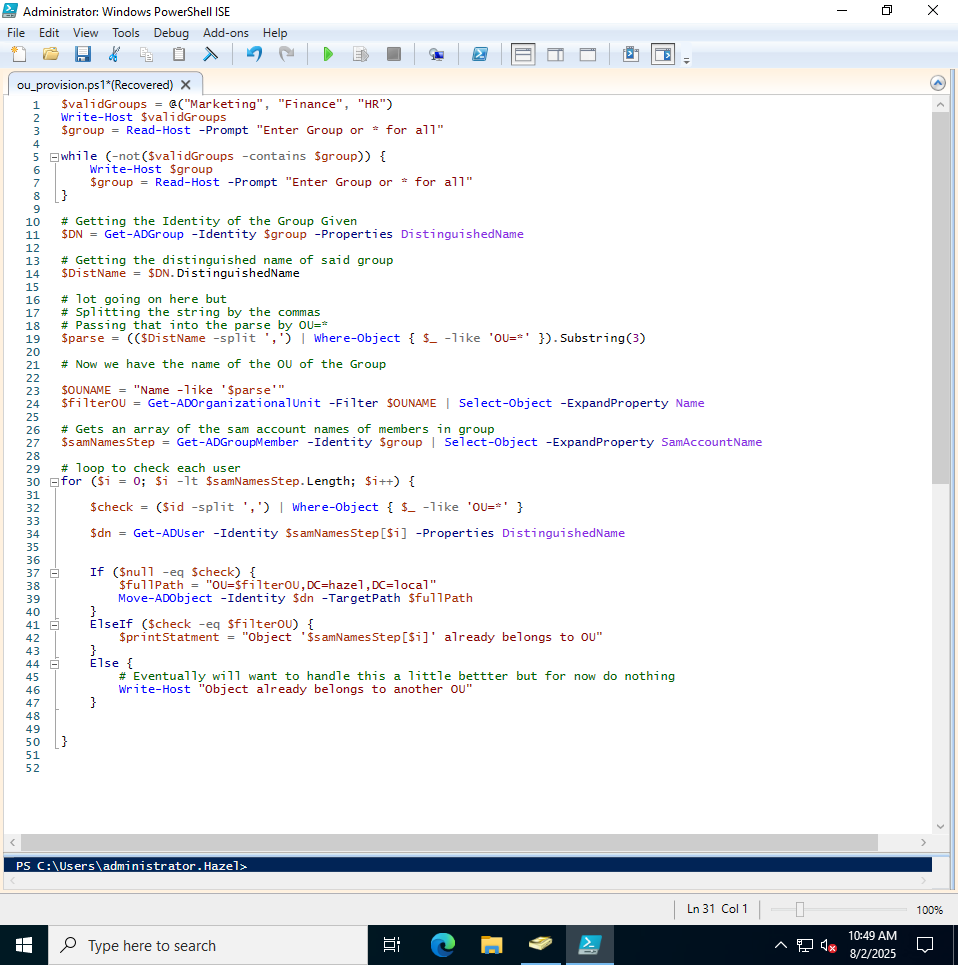 Administrator: Windows PowerShell ISE
File Edit View Tools Debug Add-ons Help
ou_provision.ps1*(Recovered)
1 $validGroups = @("Marketing", "Finance", "HR")
2 Write-Host $validGroups
3 $group = Read-Host -Prompt "Enter Group or * for all"
4
5 while (-not($validGroups -contains $group)) {
6     Write-Host $group
7     $group = Read-Host -Prompt "Enter Group or * for all"
8 }
9
10 # Getting the Identity of the Group Given
11 $DN = Get-ADGroup -Identity $group -Properties DistinguishedName
12
13 # Getting the distinguished name of said group
14 $DistName = $DN.DistinguishedName
15
16 # lot going on here but
17 # Splitting the string by the commas
18 # Passing that into the parse by OU=*
19 $parse = (($DistName -split ',') | Where-Object { $_ -like 'OU=*' }).Substring(3)
20
21 # Now we have the name of the OU of the Group
22
23 $OUNAME = "Name -like '$parse'"
24 $filterOU = Get-ADOrganizationalUnit -Filter $OUNAME | Select-Object -ExpandProperty Name
25
26 # Gets an array of the sam account names of members in group
27 $samNamesStep = Get-ADGroupMember -Identity $group | Select-Object -ExpandProperty SamAccountName
28
29 # loop to check each user
30 for ($i = 0; $i -lt $samNamesStep.Length; $i++) {
31
32     $check = ($id -split ',') | Where-Object { $_ -like 'OU=*' }
33
34     $dn = Get-ADUser -Identity $samNamesStep[$i] -Properties DistinguishedName
35
36
37     If ($null -eq $check) {
38         $fullPath = "OU=$filterOU,DC=hazel,DC=local"
39         Move-ADObject -Identity $dn -TargetPath $fullPath
40     }
41     ElseIf ($check -eq $filterOU) {
42         $printStatment = "Object '$samNamesStep[$i]' already belongs to OU"
43     }
44     Else {
45         # Eventually will want to handle this a little bettter but for now do nothing
46         Write-Host "Object already belongs to another OU"
47     }
48
49
50 }
51
52
PS C:\Users\administrator.Hazel>
Ln 31 Col 1
100%
Type here to search
10:49 AM
8/2/2025